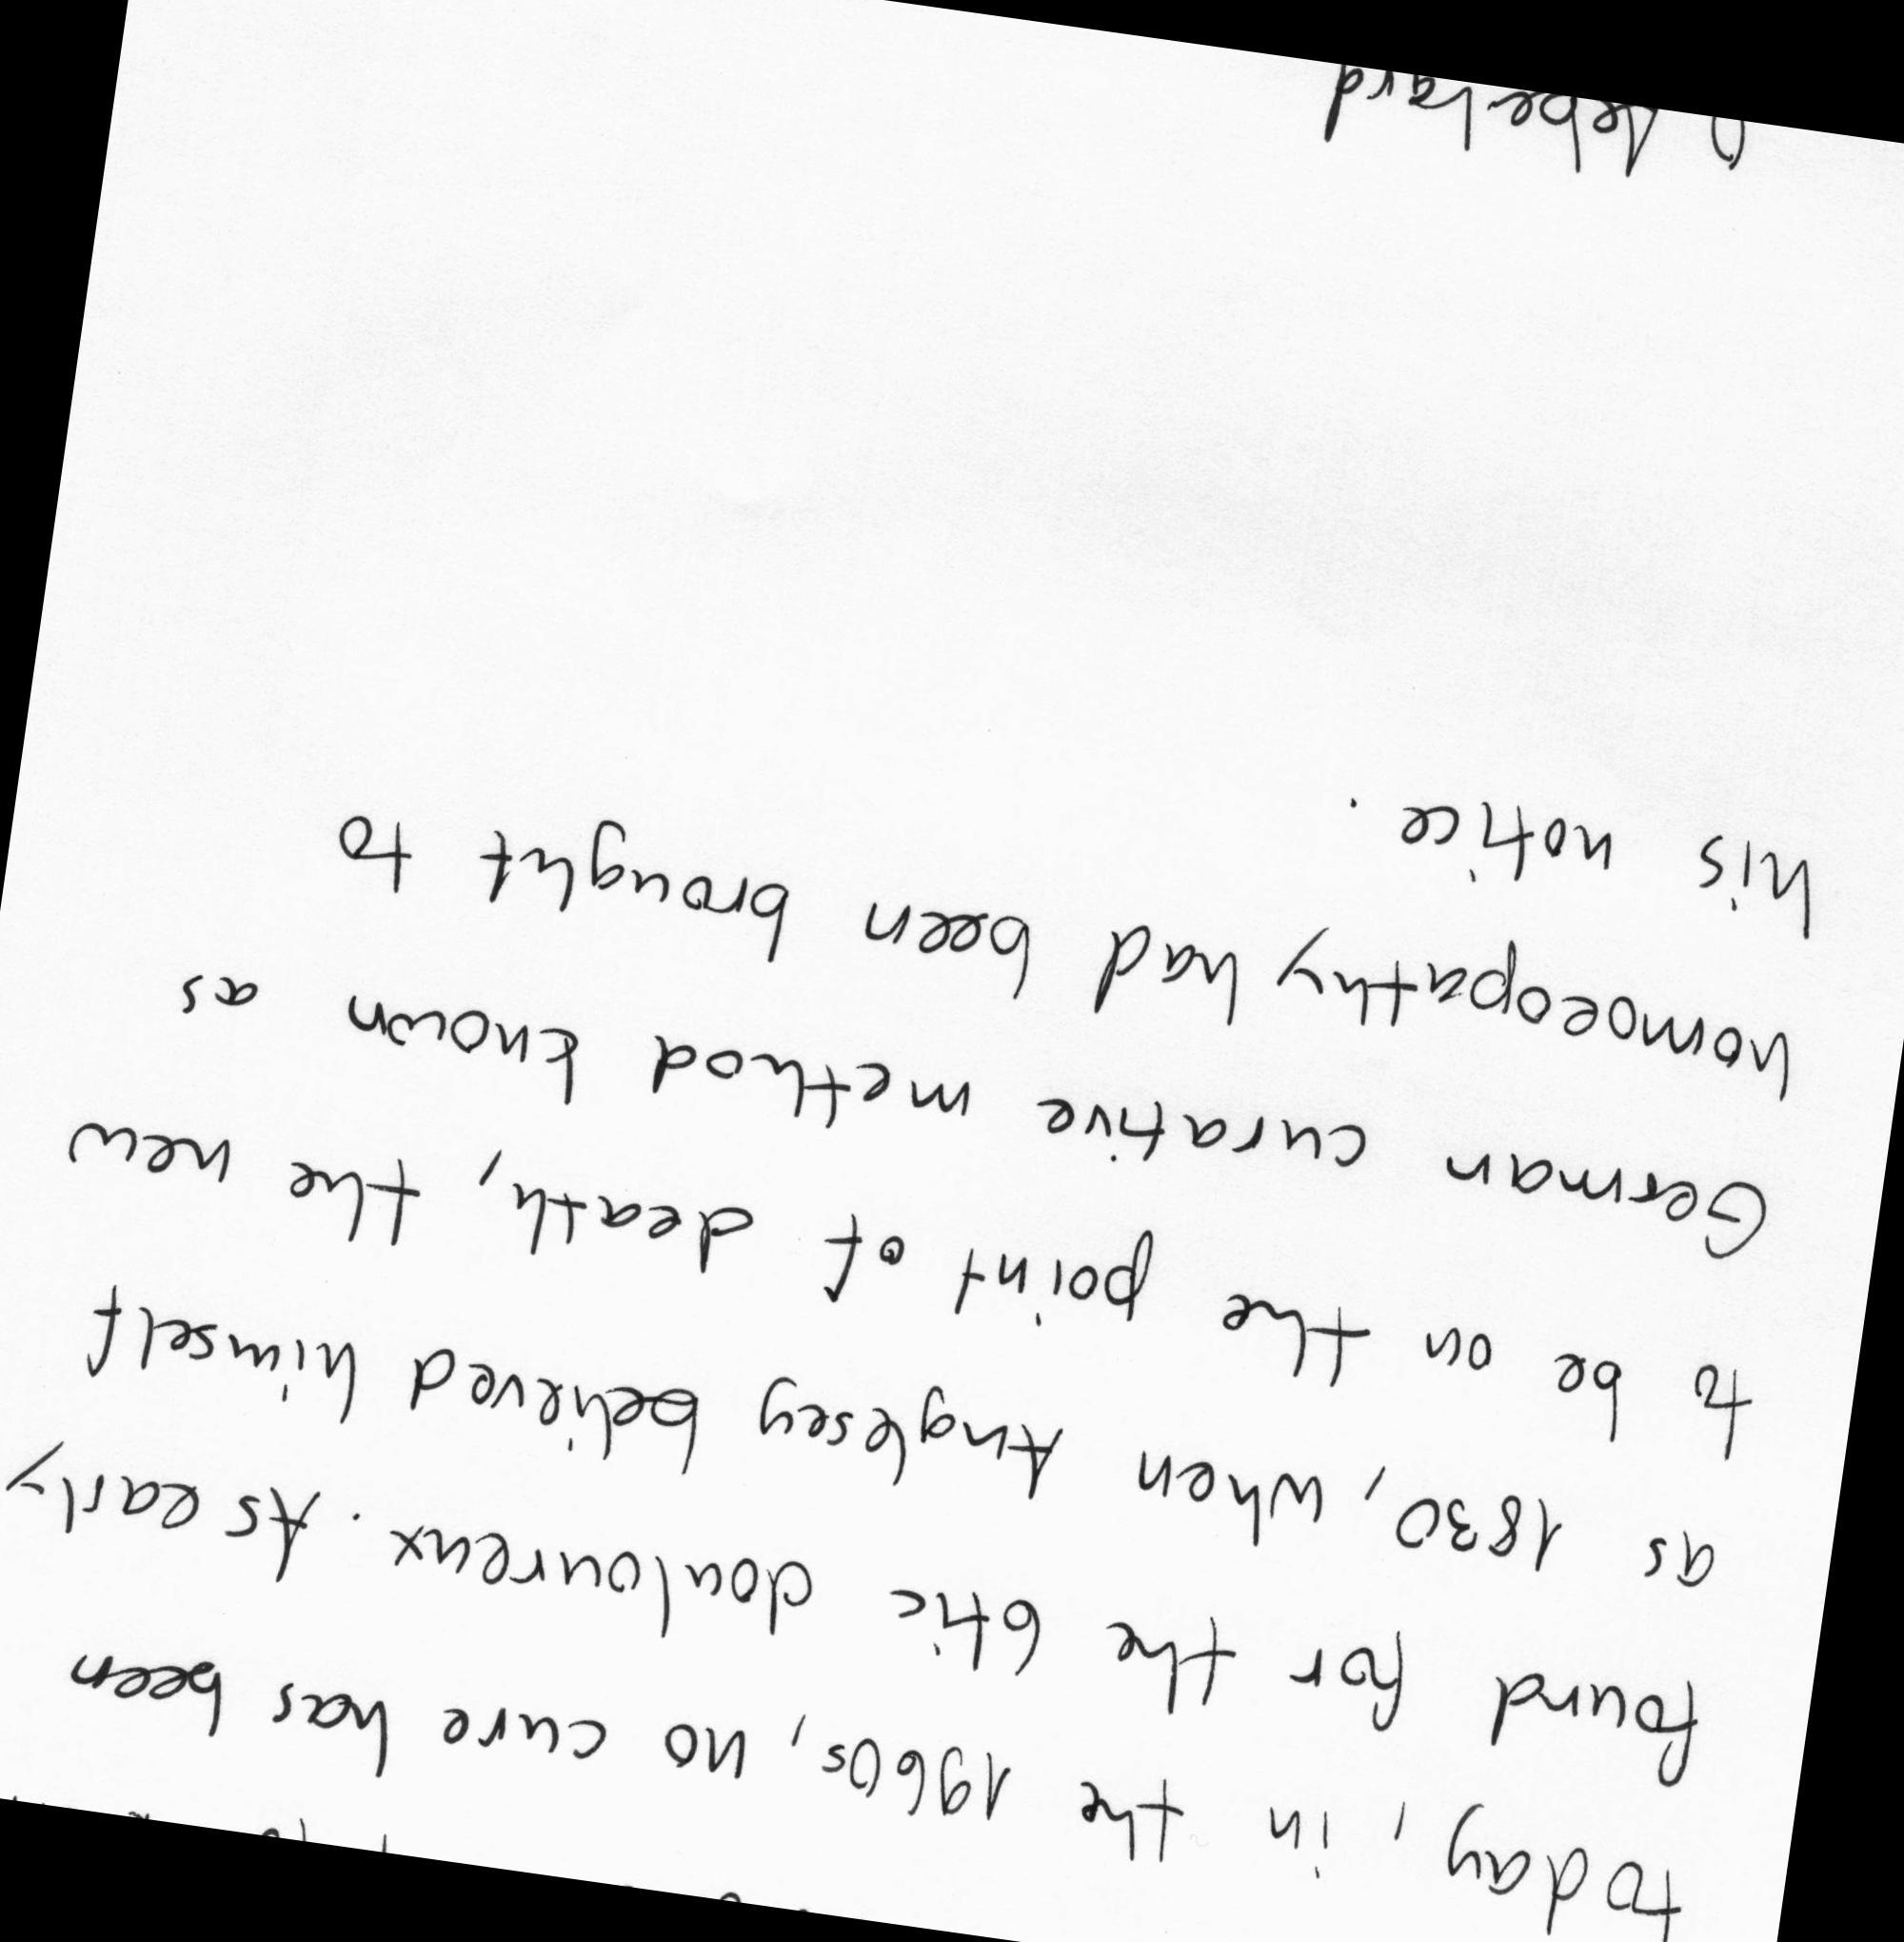 today, in the 1960s, no cure has been
found for the 6tic douloureux. As early
as 1830, when Anglesey believed himself
to be on the point of death, the new
German curative method known as
homoeopathy had been brought to
his notice.